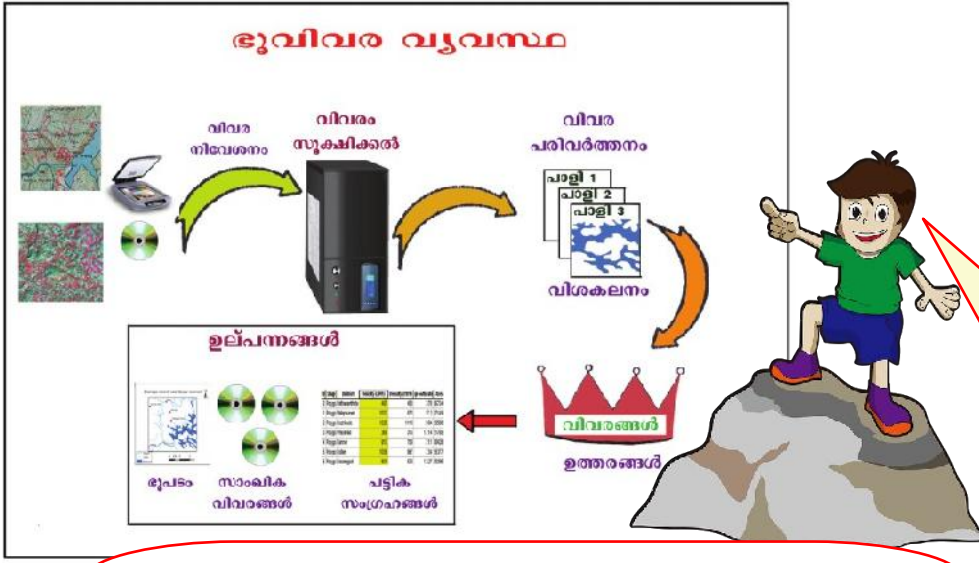 ഭൂവിവര വ്യവസ്ഥ
വിവര
നിവേശനം
വിവരം
സൂക്ഷിക്കൽ
വിവര
പരിവർത്തനം
പാളി 1
പാളി 2
പാളി 3
വിശകലനം
വിവരങ്ങൾ
ഉത്തരങ്ങൾ
ഉല്പന്നങ്ങൾ
ഭൂപടം
സാംഖിക
വിവരങ്ങൾ
പട്ടിക
സംഗ്രഹങ്ങൾ